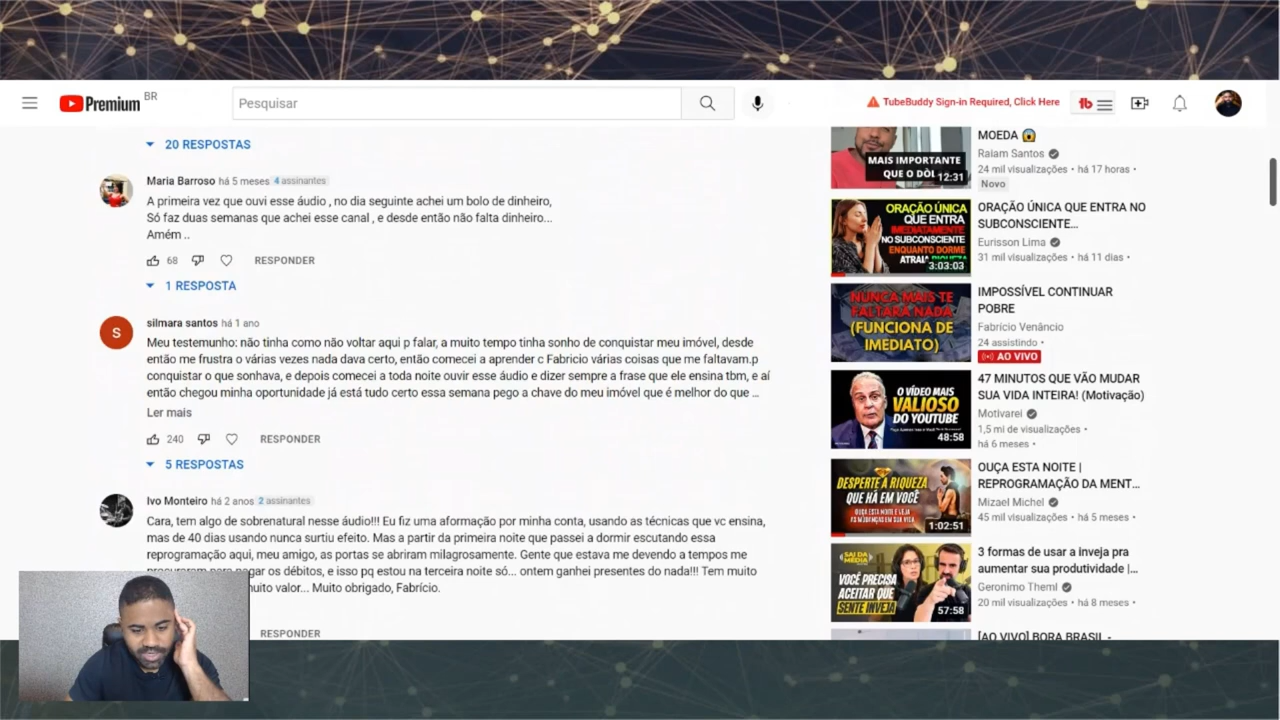 Premium BR
Pesquisar
TubeBuddy Sign-in Required, Click Here
tb
20 RESPOSTAS
Maria Barroso há 5 meses 4 assinantes
A primeira vez que ouvi esse áudio , no dia seguinte achei um bolo de dinheiro,
Só faz duas semanas que achei esse canal , e desde então não falta dinheiro...
Amém ..
68 RESPONDER
1 RESPOSTA
S
silmara santos há 1 ano
Meu testemunho: não tinha como não voltar aqui p falar, a muito tempo tinha sonho de conquistar meu imóvel, desde
então me frustra o várias vezes nada dava certo, então comecei a aprender c Fabricio várias coisas que me faltavam.p
conquistar o que sonhava, e depois comecei a toda noite ouvir esse áudio e dizer sempre a frase que ele ensina tbm, e aí
então chegou minha oportunidade já está tudo certo essa semana pego a chave do meu imóvel que é melhor do que ...
Ler mais
240 RESPONDER
5 RESPOSTAS
Ivo Monteiro há 2 anos 2 assinantes
Cara, tem algo de sobrenatural nesse áudio!!! Eu fiz uma aformação por minha conta, usando as técnicas que vc ensina,
mas de 40 dias usando nunca surtiu efeito. Mas a partir da primeira noite que passei a dormir escutando essa
reprogramação aqui, meu amigo, as portas se abriram milagrosamente. Gente que estava me devendo a tempos me
procuraram para pagar os débitos, e isso pq estou na terceira noite só... ontem ganhei presentes do nada!!! Tem muito
muito valor... Muito obrigado, Fabrício.
RESPONDER
MAIS IMPORTANTE
QUE O DÓL
12:31
MOEDA 😱
Raiam Santos
24 mil visualizações • há 17 horas •
Novo
ORAÇÃO ÚNICA
QUE ENTRA
IMEDIATAMENTE
NO SUBCONSCIENTE
ENQUANTO DORME
ATRAI
3:03:03
ORAÇÃO ÚNICA QUE ENTRA NO
SUBCONSCIENTE...
Eurisson Lima
31 mil visualizações • há 11 dias •
NUNCA MAIS TE
FALTARÁ NADA
(FUNCIONA DE
IMEDIATO)
IMPOSSÍVEL CONTINUAR
POBRE
Fabrício Venâncio
24 assistindo •
AO VIVO
O VÍDEO MAIS
VALIOSO
DO YOUTUBE
48:58
47 MINUTOS QUE VÃO MUDAR
SUA VIDA INTEIRA! (Motivação)
Motivarei
1,5 mi de visualizações •
há 6 meses •
DESPERTE A RIQUEZA
QUE HÁ EM VOCÊ
OUÇA ESTA NOITE E VEJA
AS MUDANÇAS EM SUA VIDA
1:02:51
OUÇA ESTA NOITE |
REPROGRAMAÇÃO DA MENT...
Mizael Michel
45 mil visualizações • há 5 meses •
SAI DA
MÉDIA
VOCÊ PRECISA
ACEITAR QUE
SENTE INVEJA
57:58
3 formas de usar a inveja pra
aumentar sua produtividade |...
Geronimo Theml
20 mil visualizações • há 8 meses •
[AO VIVO] BORA BRASIL -